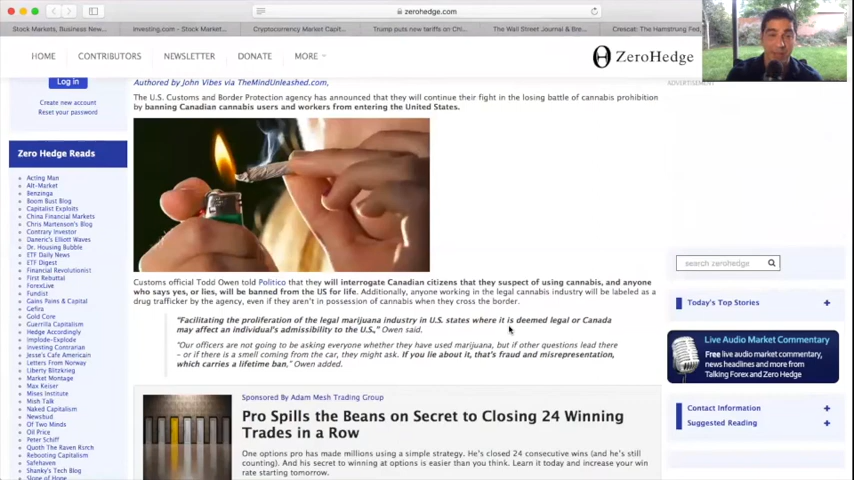 zerohedge.com
Stock Markets, Business New...
Investing.com - Stock Market...
Cryptocurrency Market Capit...
Trump puts new tariffs on Chi...
The Wall Street Journal & Bre...
Crescat: The Hamstrung Fed,
HOME
CONTRIBUTORS
NEWSLETTER
DONATE
MORE
ZeroHedge
Log in
Create new account
Reset your password
Zero Hedge Reads
Acting Man
Alt-Market
Benzinga
Boom Bust Blog
Capitalist Exploits
China Financial Markets
Chris Martenson's Blog
Contrary Investor
Daneric's Elliott Waves
Dr. Housing Bubble
ETF Daily News
ETF Digest
Financial Revolutionist
First Rebuttal
ForexLive
Fundist
Gains Pains & Capital
Gefira
Gold Core
Guerilla Capitalism
Hedge Accordingly
Implode-Explode
Investing Contrarian
Jesse's Cafe Americain
Letters From Norway
Liberty Blitzkrieg
Market Montage
Max Keiser
Mises Institute
Mish Talk
Naked Capitalism
Newsbud
Of Two Minds
Oil Price
Peter Schiff
Quoth The Raven Rsrch
Rebooting Capitalism
Safehaven
Shanky's Tech Blog
Slope of Hope
Authored by John Vibes via TheMindUnleashed.com,
The U.S. Customs and Border Protection agency has announced that they will continue their fight in the losing battle of cannabis prohibition
by banning Canadian cannabis users and workers from entering the United States.
Customs official Todd Owen told Politico that they will interrogate Canadian citizens that they suspect of using cannabis, and anyone
who says yes, or lies, will be banned from the US for life. Additionally, anyone working in the legal cannabis industry will be labeled as a
drug trafficker by the agency, even if they aren't in possession of cannabis when they cross the border.
"Facilitating the proliferation of the legal marijuana industry in U.S. states where it is deemed legal or Canada
may affect an individual's admissibility to the U.S.," Owen said.
"Our officers are not going to be asking everyone whether they have used marijuana, but if other questions lead there
– or if there is a smell coming from the car, they might ask. If you lie about it, that's fraud and misrepresentation,
which carries a lifetime ban," Owen added.
Sponsored By Adam Mesh Trading Group
Pro Spills the Beans on Secret to Closing 24 Winning
Trades in a Row
One options pro has made millions using a simple strategy. He's closed 24 consecutive wins (and he's still
counting). And his secret to winning at options is easier than you think. Learn it today and increase your win
rate starting tomorrow.
ADVERTISEMENT
search zerohedge
Today's Top Stories +
Live Audio Market Commentary
Free live audio market commentary,
news headlines and more from
Talking Forex and Zero Hedge
Contact Information +
Suggested Reading +